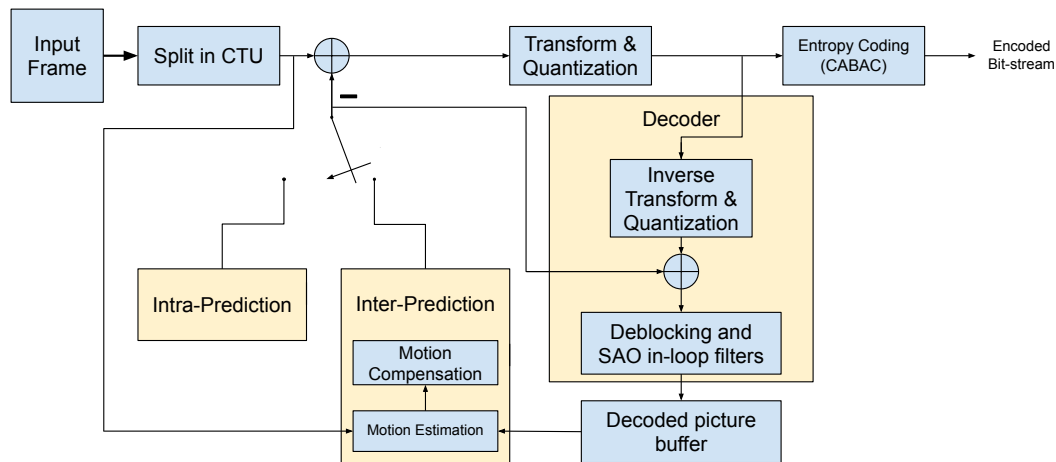 Input
Frame
Split in CTU
Transform &
Quantization
Entropy Coding
(CABAC)
Encoded
Bit-stream
Decoder
Inverse
Transform &
Quantization
Intra-Prediction
Inter-Prediction
Deblocking and
SAO in-loop filters
Motion
Compensation
Motion Estimation
Decoded picture
buffer